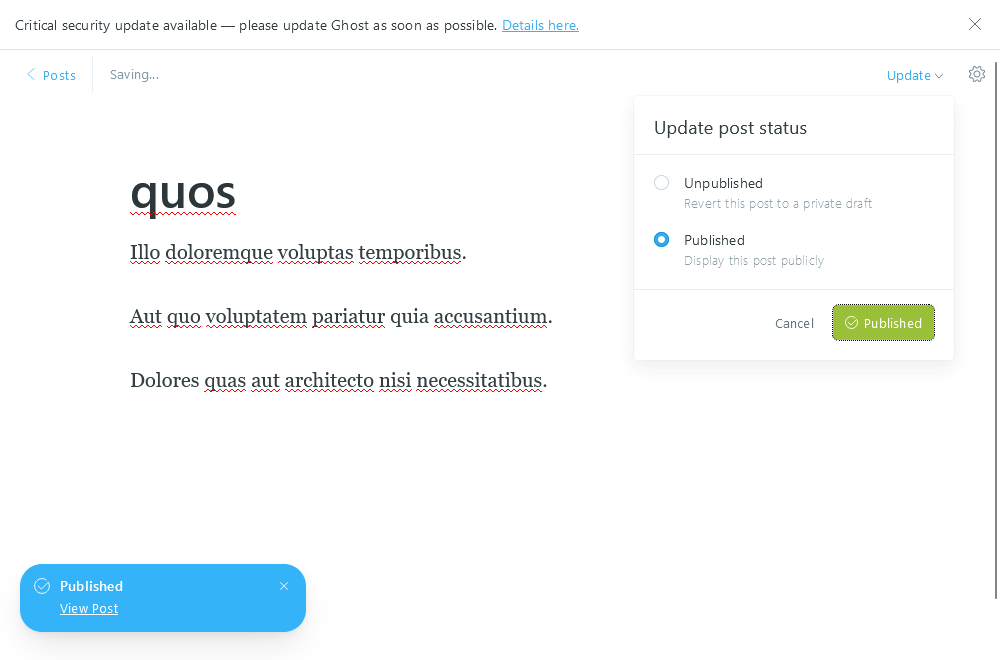 Critical security update available — please update Ghost as soon as possible. Details here.
Posts
Saving...
Update
Update post status
Unpublished
Revert this post to a private draft
Published
Display this post publicly
Cancel
Published
quos
Illo doloremque voluptas temporibus.
Aut quo voluptatem pariatur quia accusantium.
Dolores quas aut architecto nisi necessitatibus.
Published
View Post